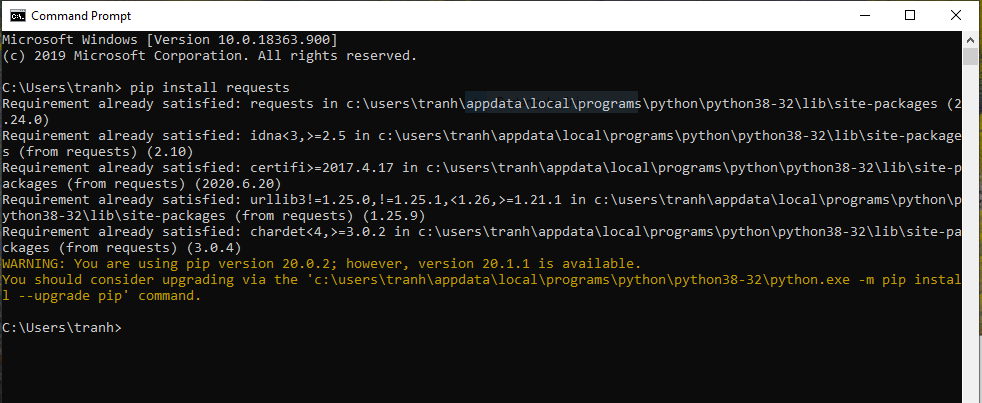 Command Prompt
Microsoft Windows [Version 10.0.18363.900]
(c) 2019 Microsoft Corporation. All rights reserved.
C:\Users\tranh> pip install requests
Requirement already satisfied: requests in c:\users\tranh\appdata\local\programs\python\python38-32\lib\site-packages (2
.24.0)
Requirement already satisfied: idna<3,>=2.5 in c:\users\tranh\appdata\local\programs\python\python38-32\lib\site-package
s (from requests) (2.10)
Requirement already satisfied: certifi>=2017.4.17 in c:\users\tranh\appdata\local\programs\python\python38-32\lib\site-p
ackages (from requests) (2020.6.20)
Requirement already satisfied: urllib3!=1.25.0,!=1.25.1,<1.26,>=1.21.1 in c:\users\tranh\appdata\local\programs\python\p
ython38-32\lib\site-packages (from requests) (1.25.9)
Requirement already satisfied: chardet<4,>=3.0.2 in c:\users\tranh\appdata\local\programs\python\python38-32\lib\site-pa
ckages (from requests) (3.0.4)
WARNING: You are using pip version 20.0.2; however, version 20.1.1 is available.
You should consider upgrading via the 'c:\users\tranh\appdata\local\programs\python\python38-32\python.exe -m pip instal
l --upgrade pip' command.
C:\Users\tranh>